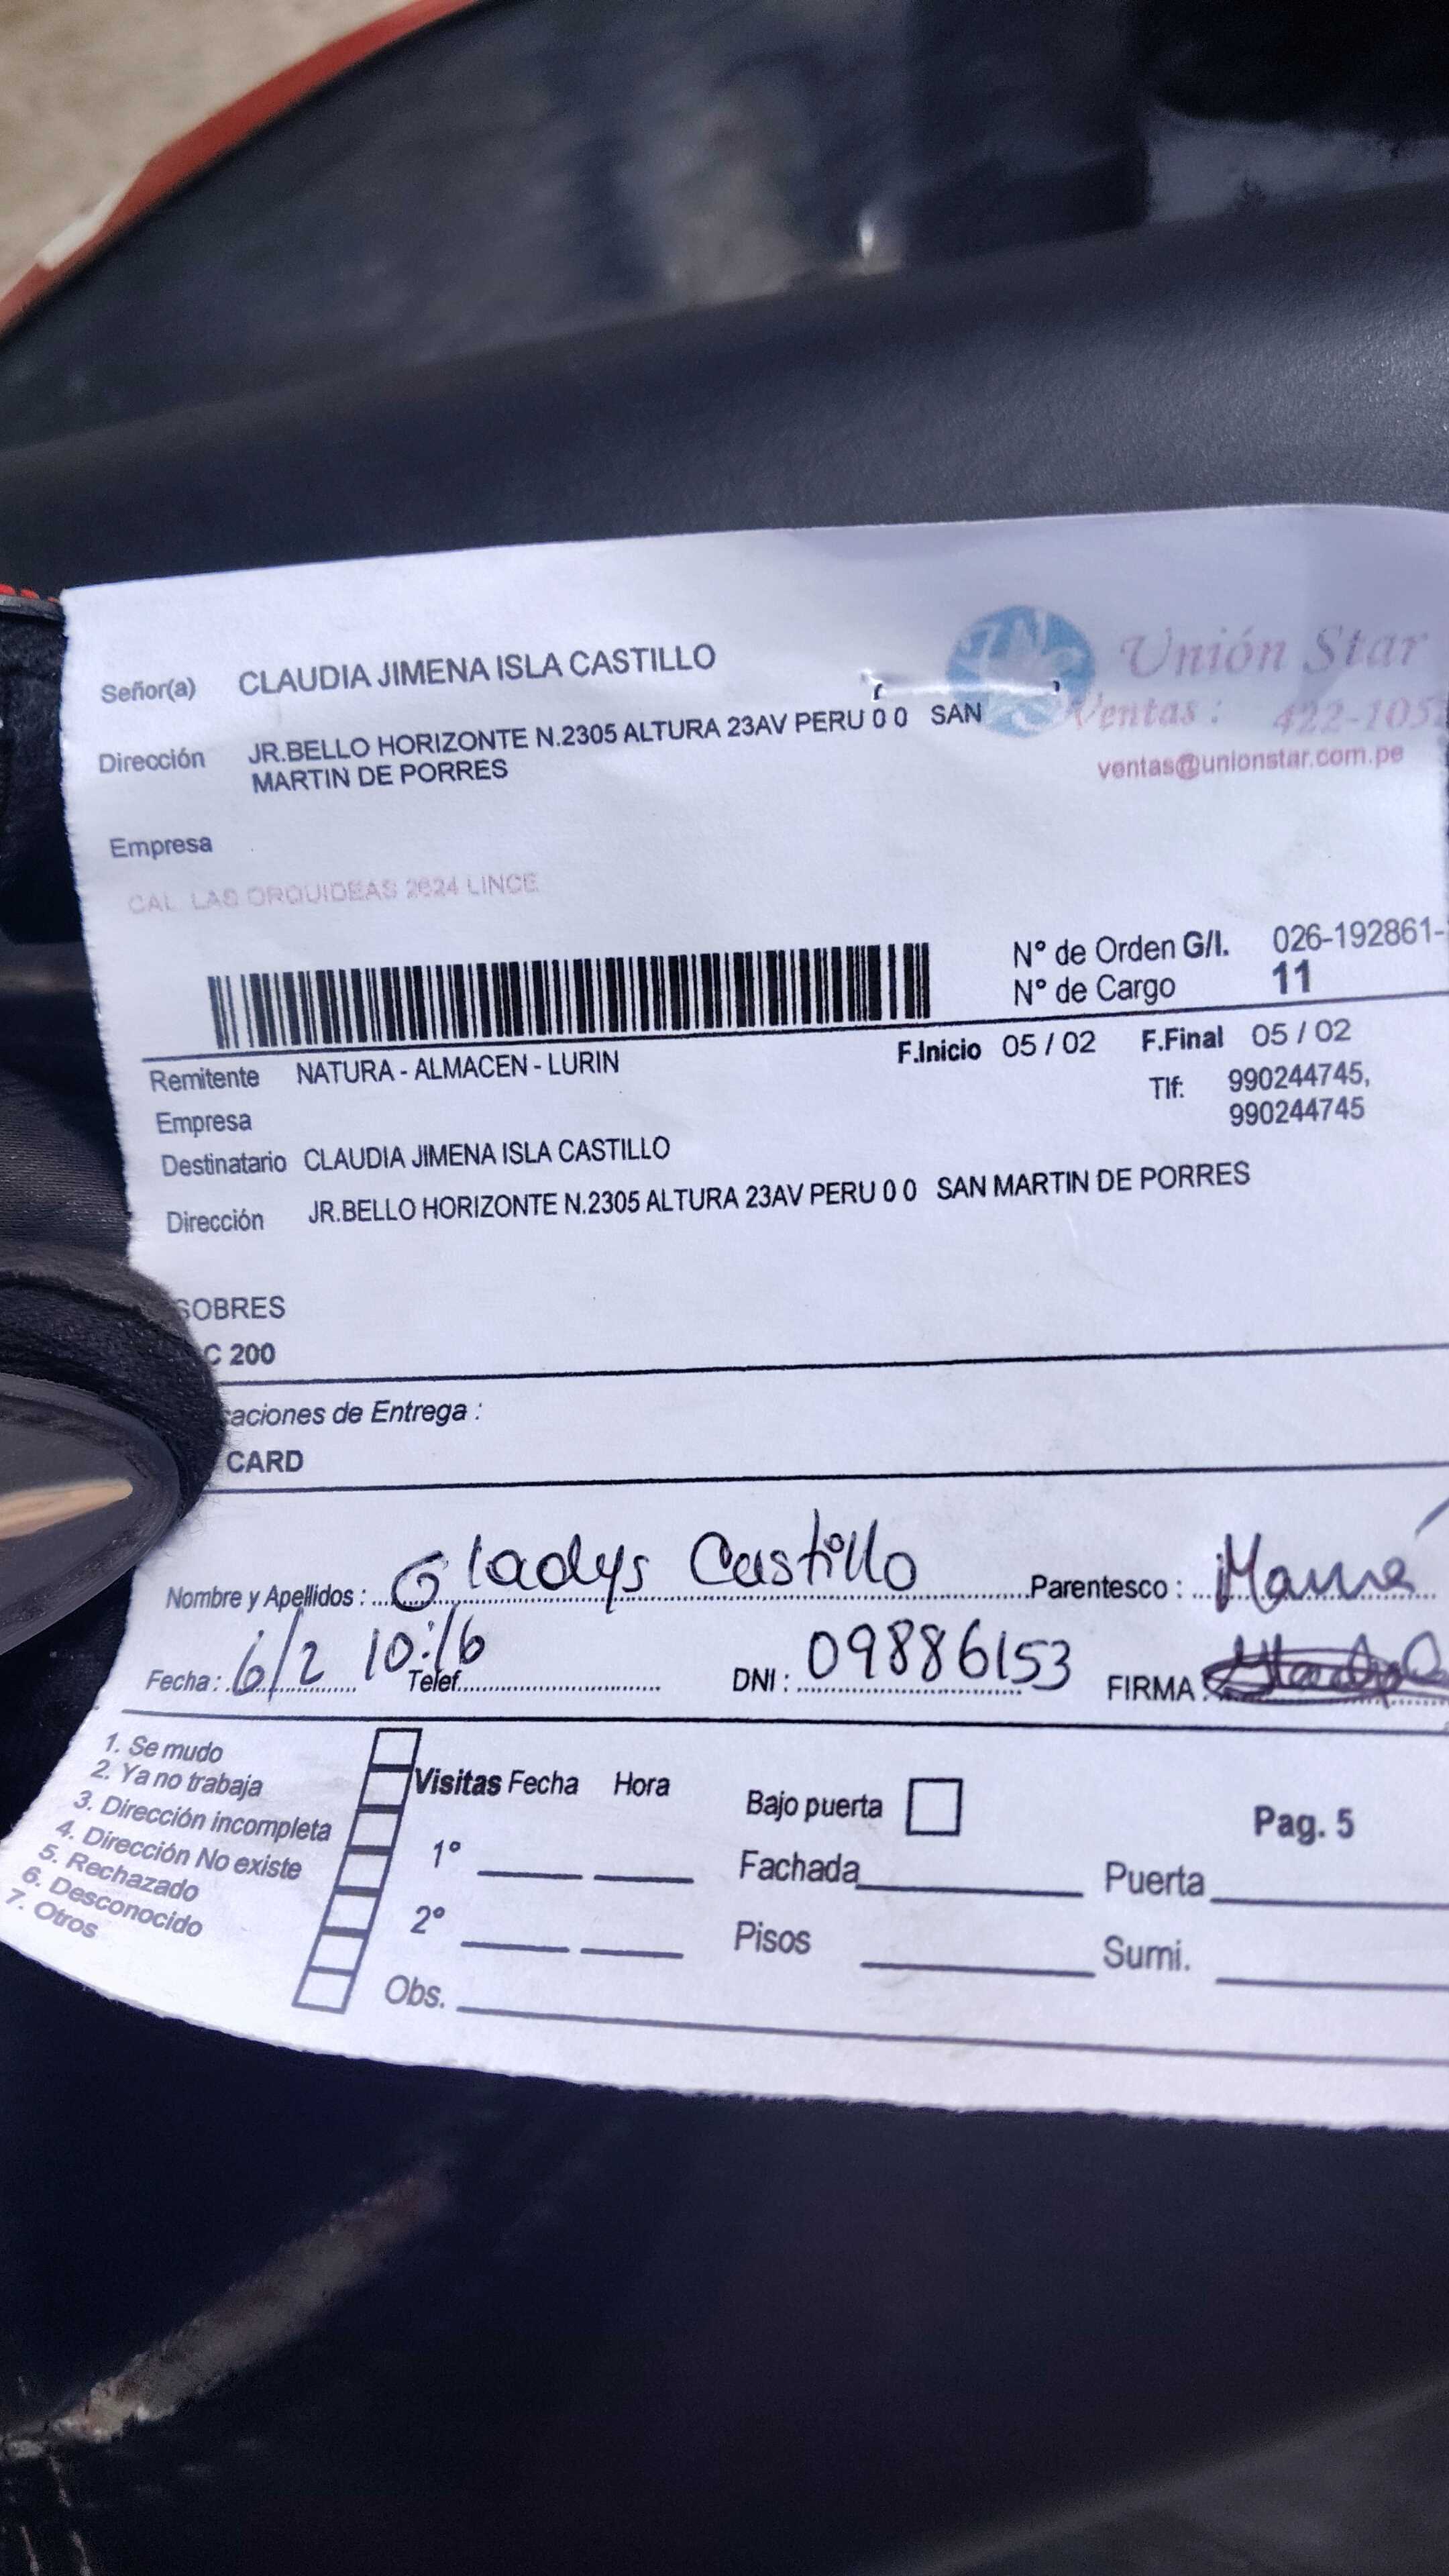 Señor(a) CLAUDIA JIMENA ISLA CASTILLO
Unión Star
Dirección JR.BELLO HORIZONTE N.2305 ALTURA 23AV PERU 0 0 SAN
MARTIN DE PORRES
Ventas : 422-105
ventas@unionstar.com.pe
Empresa
CAL. LAS ORQUIDEAS 2624 LINCE
Nº de Orden G/I. 026-192861-
Nº de Cargo 11
F.Inicio 05 / 02 F.Final 05 / 02
Remitente NATURA - ALMACEN - LURIN
Tlf: 990244745,
990244745
Empresa
Destinatario CLAUDIA JIMENA ISLA CASTILLO
Dirección JR.BELLO HORIZONTE N.2305 ALTURA 23AV PERU 0 0 SAN MARTIN DE PORRES
SOBRES
C 200
aciones de Entrega :
CARD
Nombre y Apellidos : Gladys Castillo Parentesco : Mamá
Fecha : 6/2 10:16 Telef. DNI : 09886153 FIRMA :
1. Se mudo
2. Ya no trabaja
3. Dirección incompleta
4. Dirección No existe
5. Rechazado
6. Desconocido
7. Otros
Visitas Fecha Hora
1º
2º
Obs.
Bajo puerta
Fachada
Pisos
Pag. 5
Puerta
Sumi.